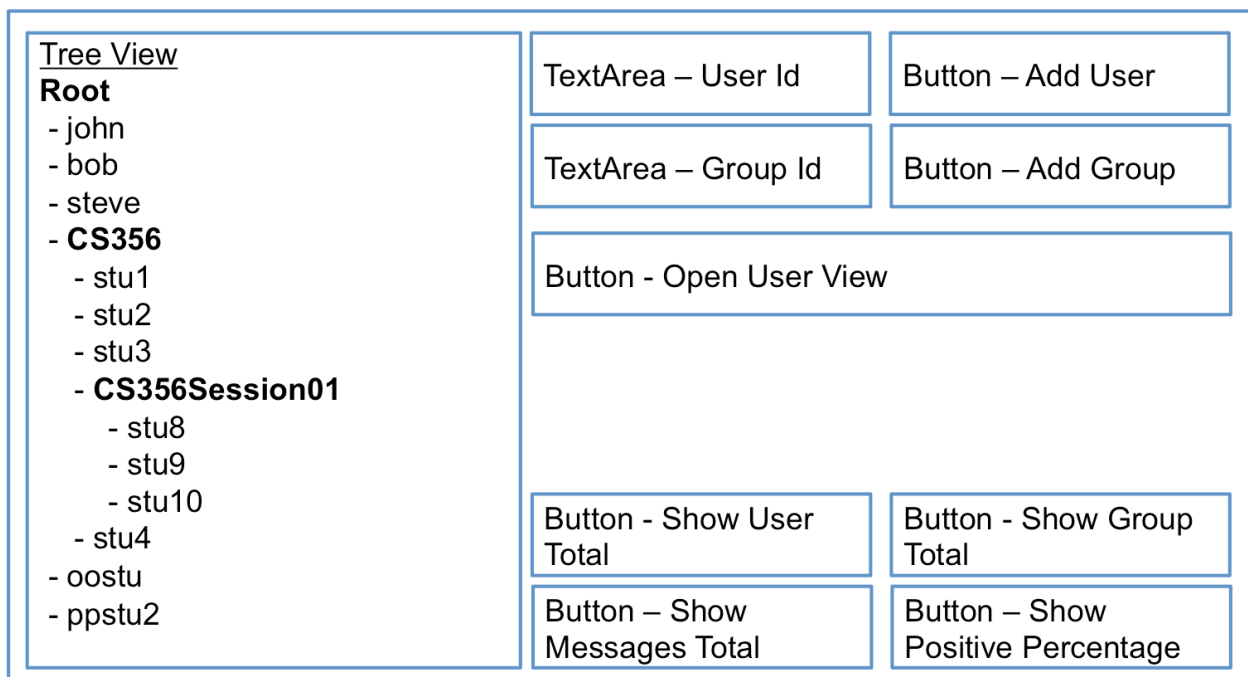 Tree View
Root
- john
- bob
- steve
- CS356
- stu1
- stu2
- stu3
- CS356Session01
- stu8
- stu9
- stu10
- stu4
- oostu
- ppstu2
TextArea – User Id
Button – Add User
TextArea – Group Id
Button – Add Group
Button - Open User View
Button - Show User
Total
Button - Show Group
Total
Button – Show
Messages Total
Button – Show
Positive Percentage